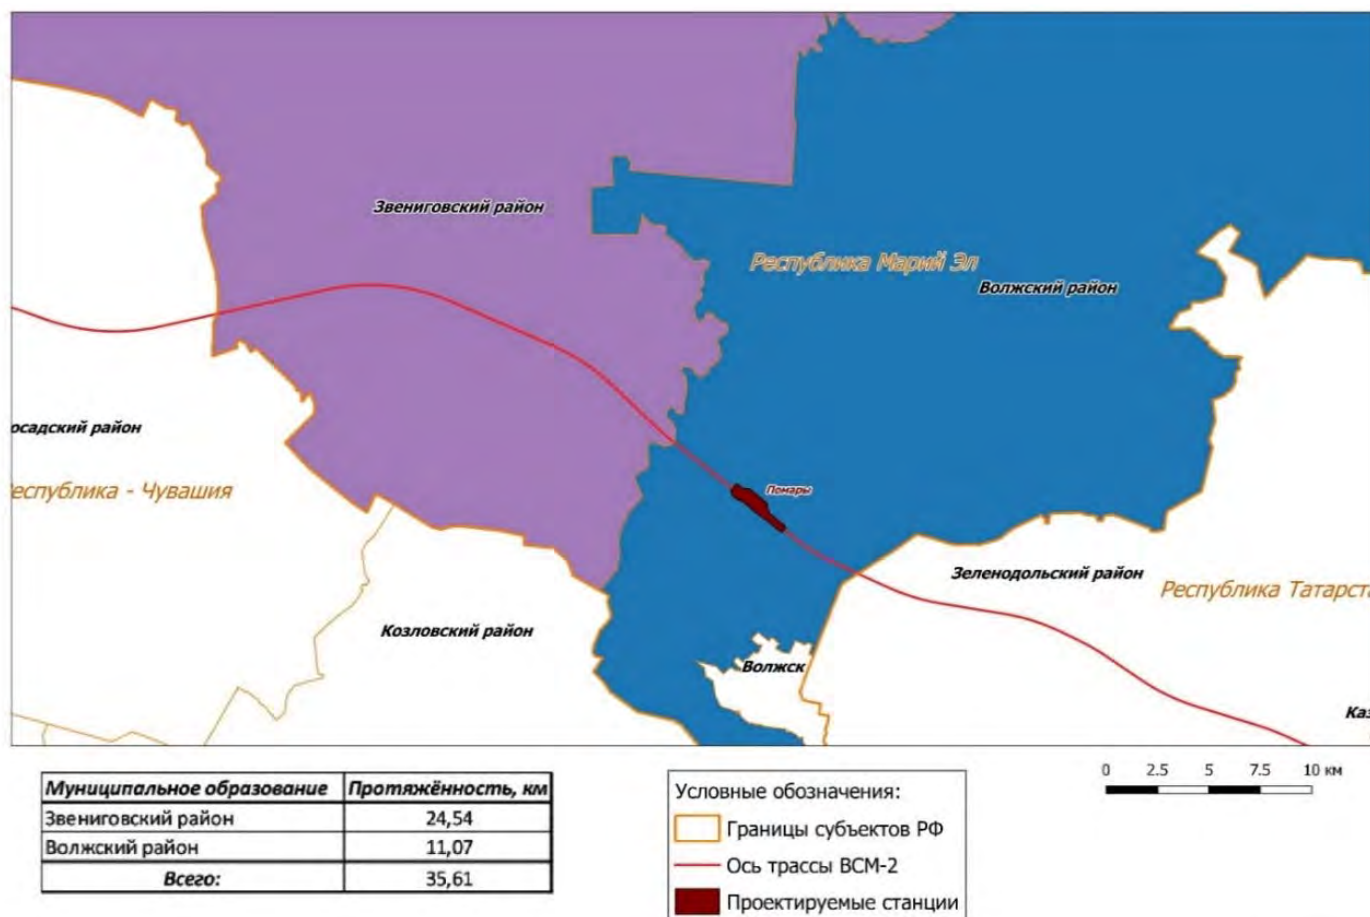 Звениговский район
Республика Марий Эл
Волжский район
осадский район
еспублика - Чувашия
Помары
Зеленодольский район
Республика Татарста
Козловский район
Волжск
Каз
0 2.5 5 7.5 10 км
Муниципальное образование Протяжённость, км
Звениговский район 24,54
Волжский район 11,07
Всего: 35,61
Условные обозначения:
Границы субъектов РФ
Ось трассы ВСМ-2
Проектируемые станции